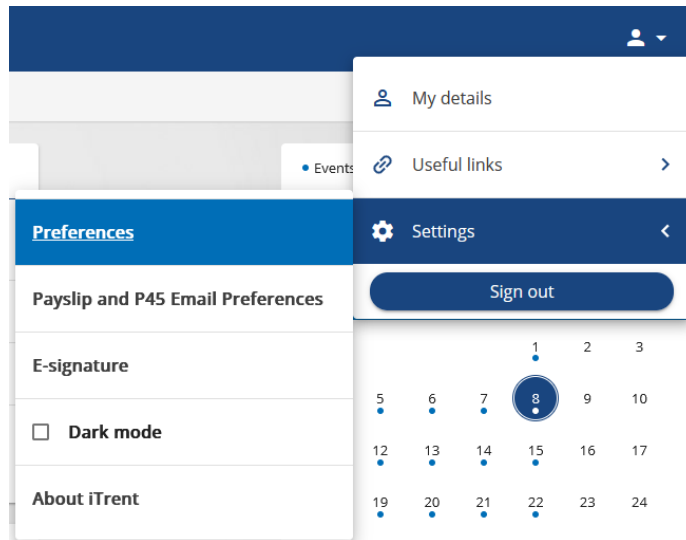 My details
Events
Useful links
Preferences
Settings
Payslip and P45 Email Preferences
Sign out
E-signature
1 2 3
Dark mode
5 6 7 8 9 10
12 13 14 15 16 17
About iTrent
19 20 21 22 23 24